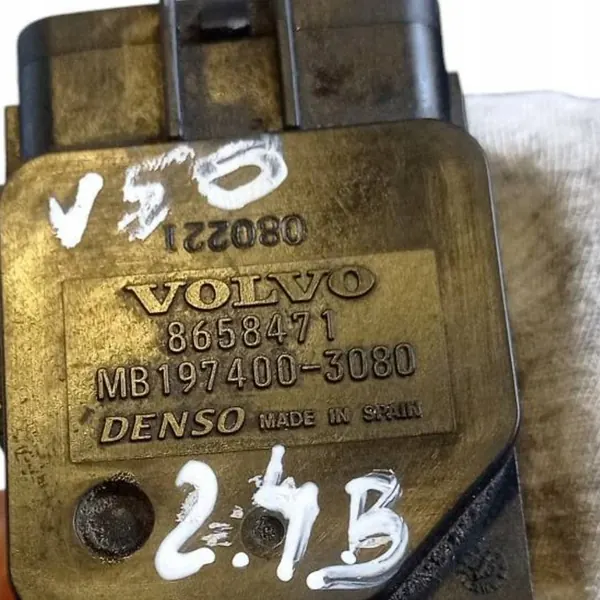 V50
080221
VOLVO
8658471
MB197400-3080
DENSO MADE IN SPAIN
2.4B